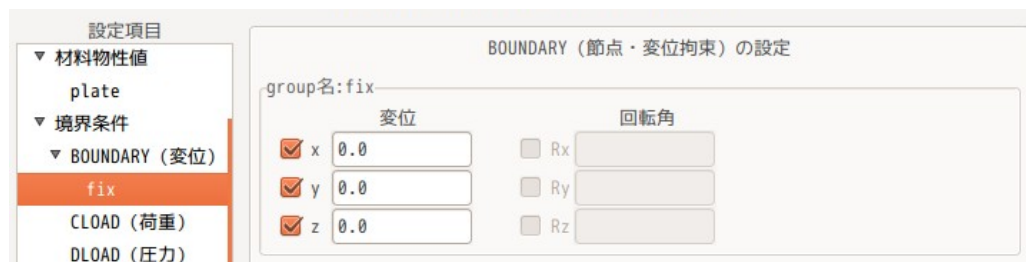 設定項目
▼ 材料物性値
plate
▼ 境界条件
▼ BOUNDARY (変位)
fix
CLOAD (荷重)
DLOAD (圧力)
BOUNDARY (節点・変位拘束) の設定
group名:fix
変位 回転角
x 0.0 Rx
y 0.0 Ry
z 0.0 Rz